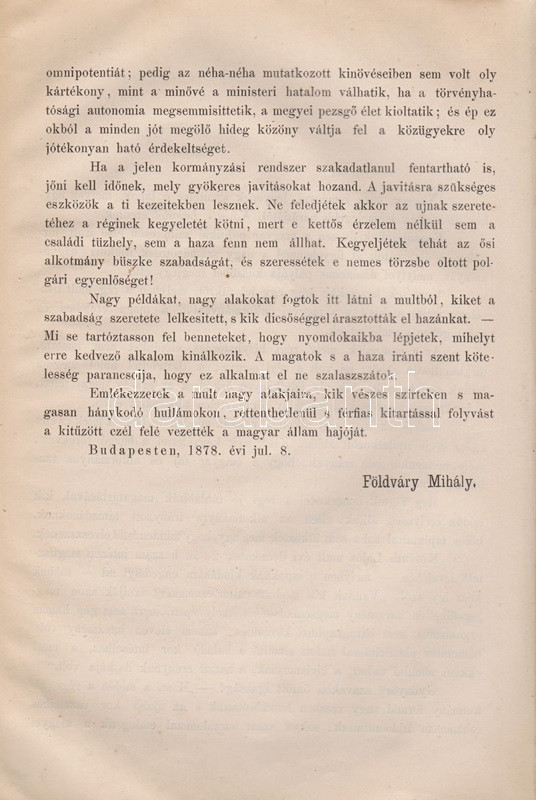 omnipotentiát; pedig az néha-néha mutatkozott kinövéseiben sem volt oly
kártékony, mint a minővé a ministeri hatalom válhatik, ha a törvényha-
tósági autonomia megsemmisittetik, a megyei pezsgő élet kioltatik; és ép ez
okból a minden jót megölő hideg közöny váltja fel a közügyekre oly
jótékonyan ható érdekeltséget.
Ha a jelen kormányzási rendszer szakadatlanul fentartható is,
jőni kell időnek, mely gyökeres javitásokat hozand. A javitásra szükséges
eszközök a ti kezeitekben lesznek. Ne feledjétek akkor az ujnak szerete-
téhez a réginek kegyeletét kötni, mert e kettős érzelem nélkül sem a
családi tüzhely, sem a haza fenn nem állhat. Kegyeljétek tehát az ősi
alkotmány büszke szabadságát, és szeressétek e nemes törzsbe oltott pol-
gári egyenlőséget!
Nagy példákat, nagy alakokat fogtok itt látni a multból, kiket a
szabadság szeretete lelkesitett, s kik dicsőséggel árasztották el hazánkat. —
Mi se tartóztasson fel benneteket, hogy nyomdokaikba lépjetek, mihelyt
erre kedvező alkalom kinálkozik. A magatok s a haza iránti szent köte-
lesség parancsolja, hogy ez alkalmat el ne szalaszszátok.
Emlékezzetek a mult nagy alakjaira, kik vészes szirteken s ma-
gasan hánykodó hullámokon, rettenthetlenül s férfias kitartással folyvást
a kitüzött czél felé vezették a magyar állam hajóját.
Budapesten, 1878. évi jul. 8.
Földváry Mihály.
darabanth